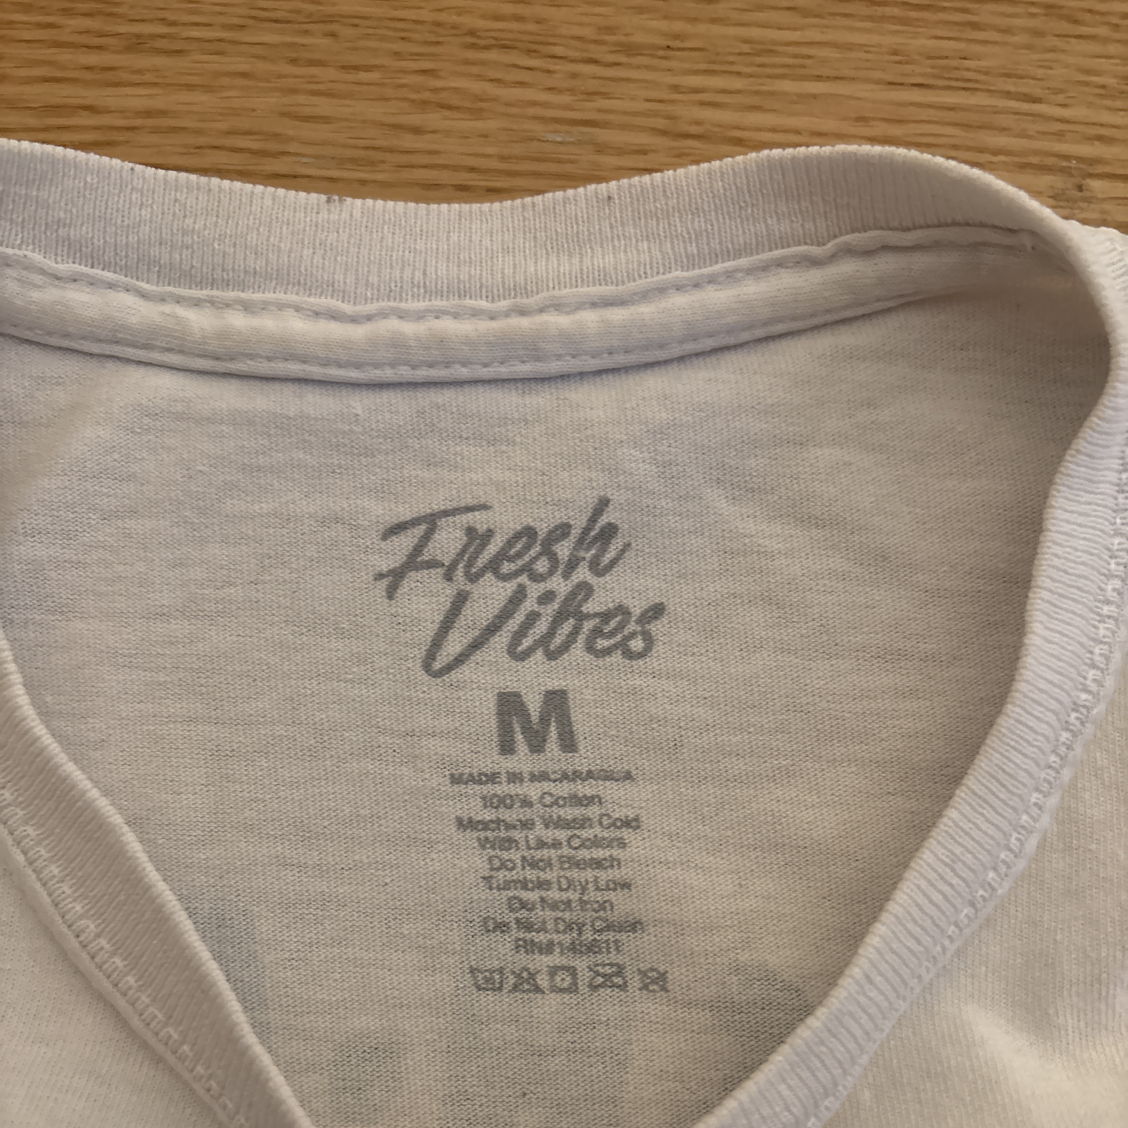 Fresh
Vibes
M
MADE IN NICARAGUA
100% Cotton
Machine Wash Cold
With Like Colors
Do Not Bleach
Tumble Dry Low
Do Not Iron
Do Not Dry Clean